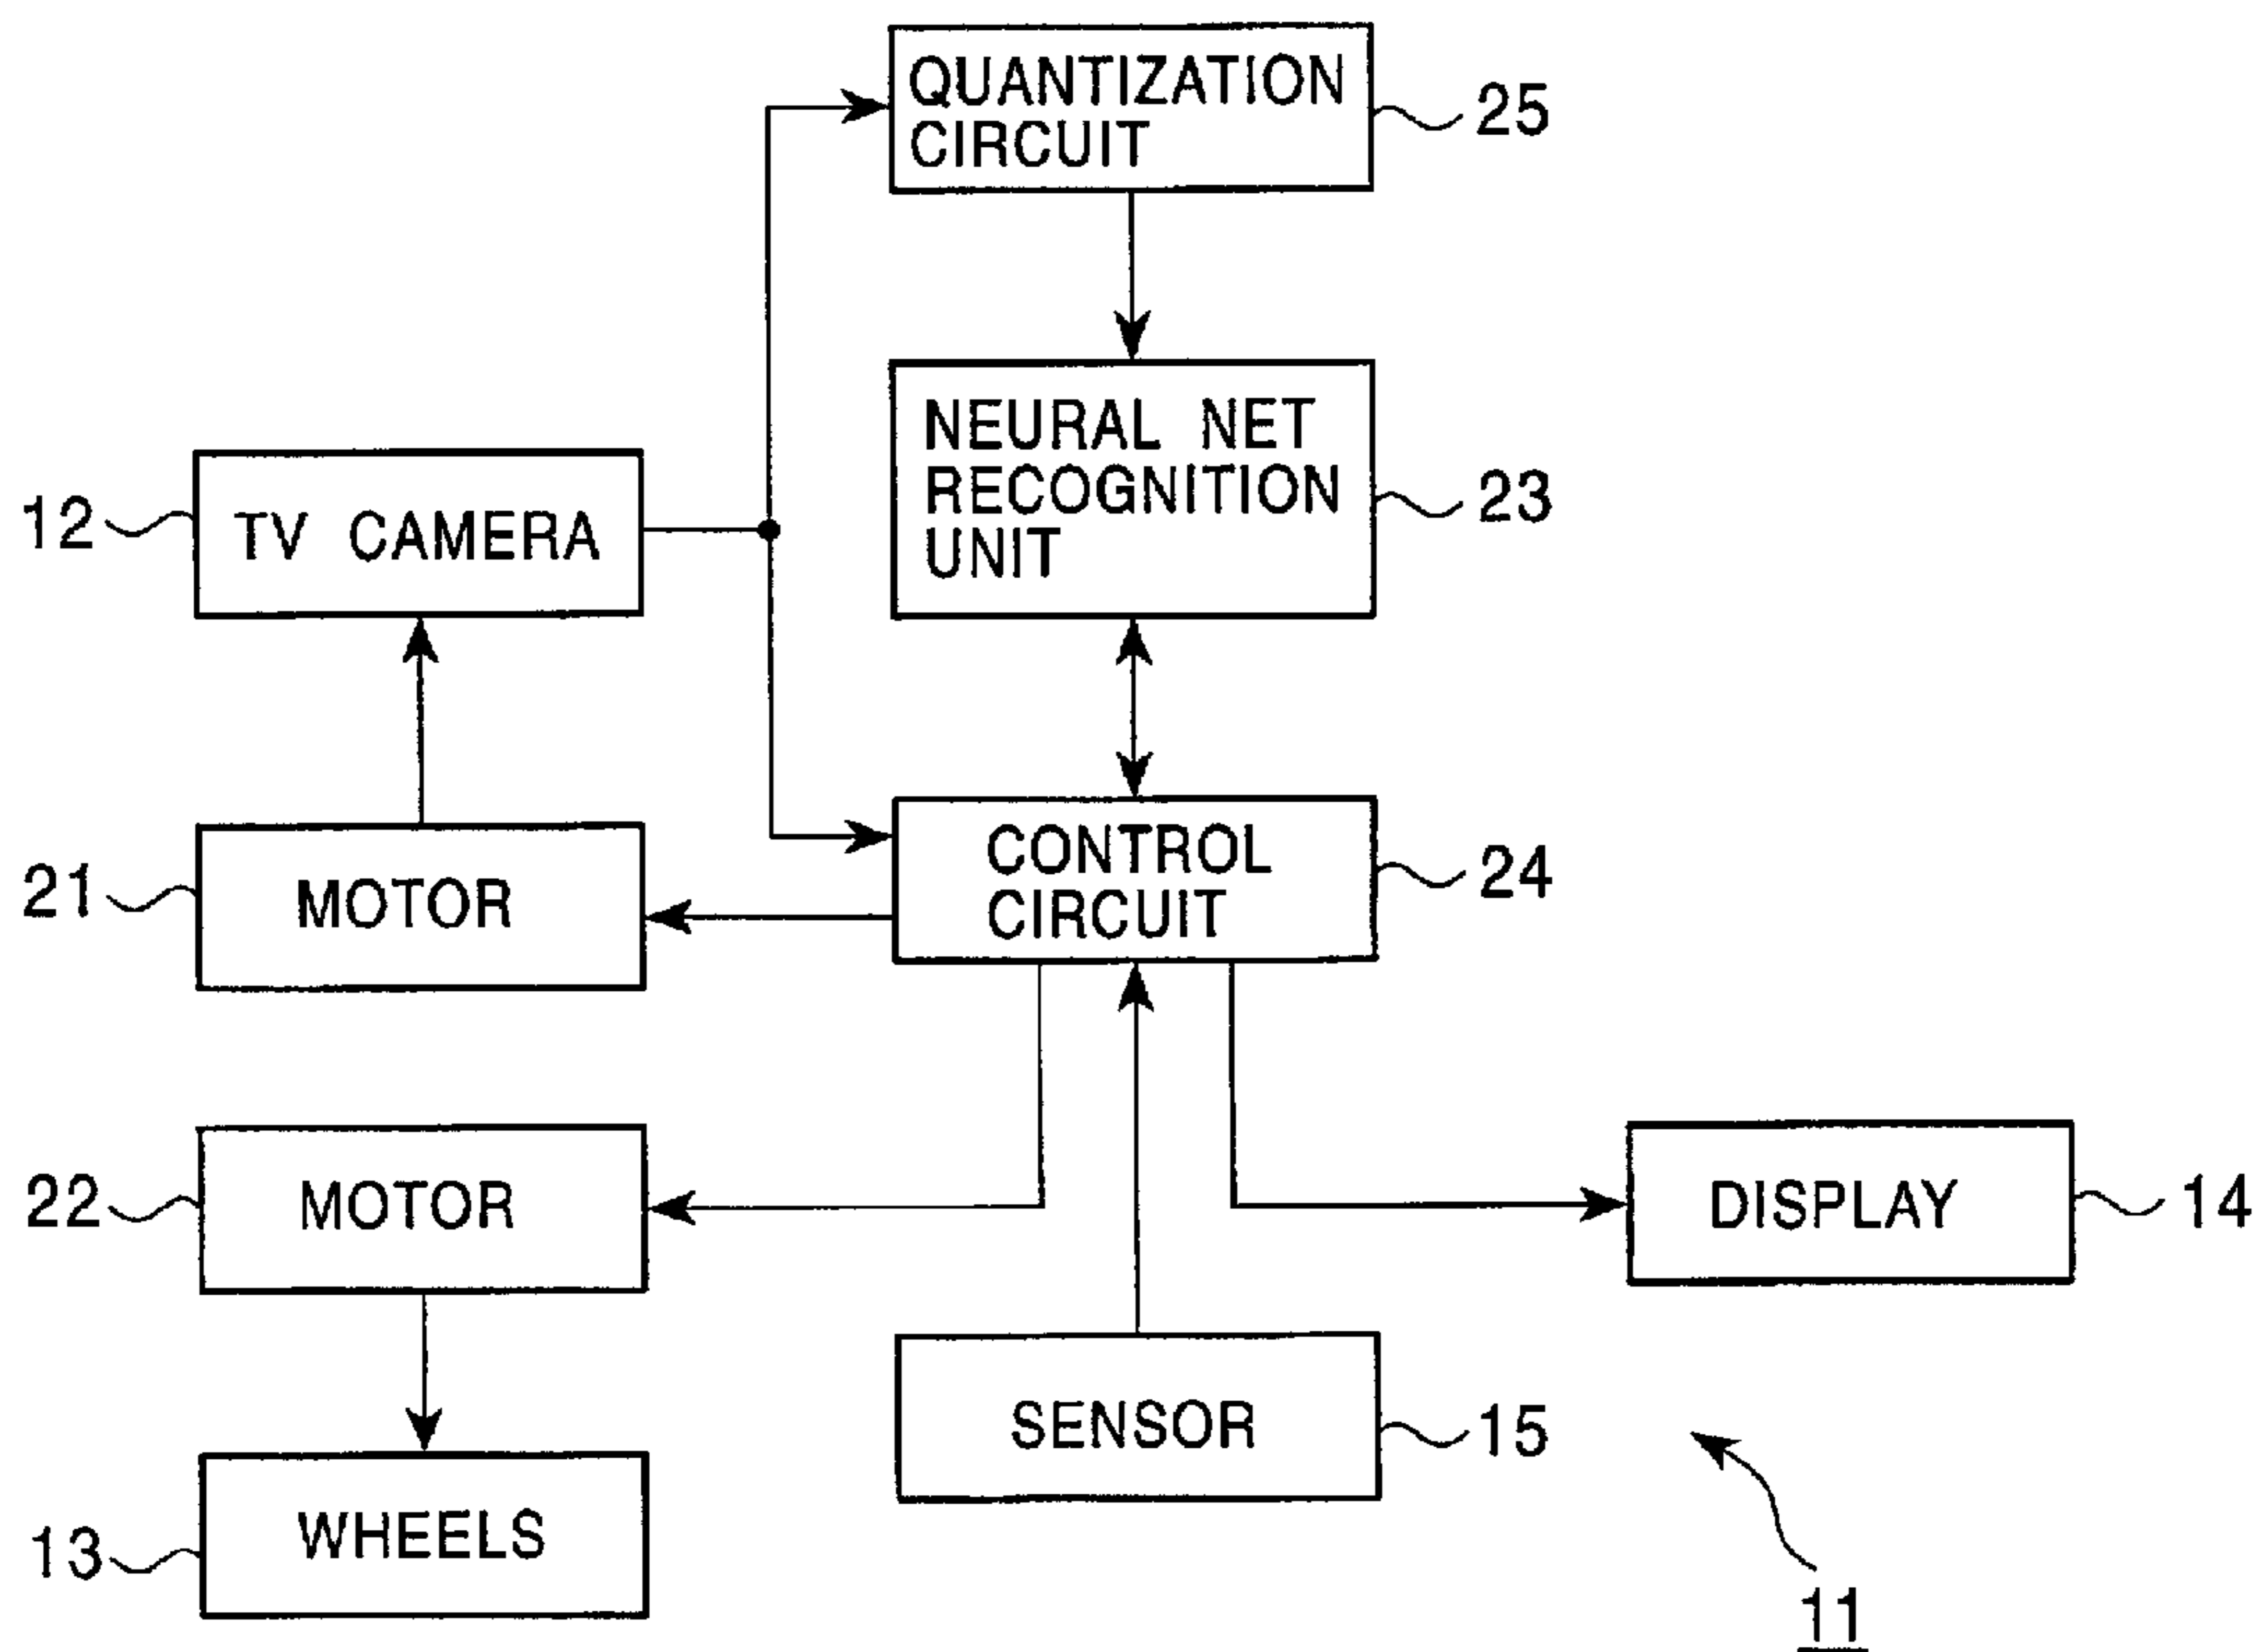 QUANTIZATION
CIRCUIT
25
NEURAL NET
RECOGNITION
UNIT
23
12
TV CAMERA
CONTROL
CIRCUIT
24
21
MOTOR
22
MOTOR
DISPLAY
14
SENSOR
15
13
WHEELS
11